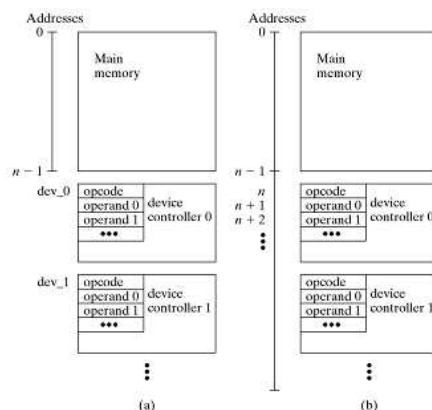 Addresses
0
Main
memory
n − 1
dev_0
opcode
operand 0
operand 1
•••
device
controller 0
dev_1
opcode
operand 0
operand 1
•••
device
controller 1
(a)
Addresses
0
Main
memory
n − 1
n
n + 1
n + 2
opcode
operand 0
operand 1
•••
device
controller 0
opcode
operand 0
operand 1
•••
device
controller 1
(b)